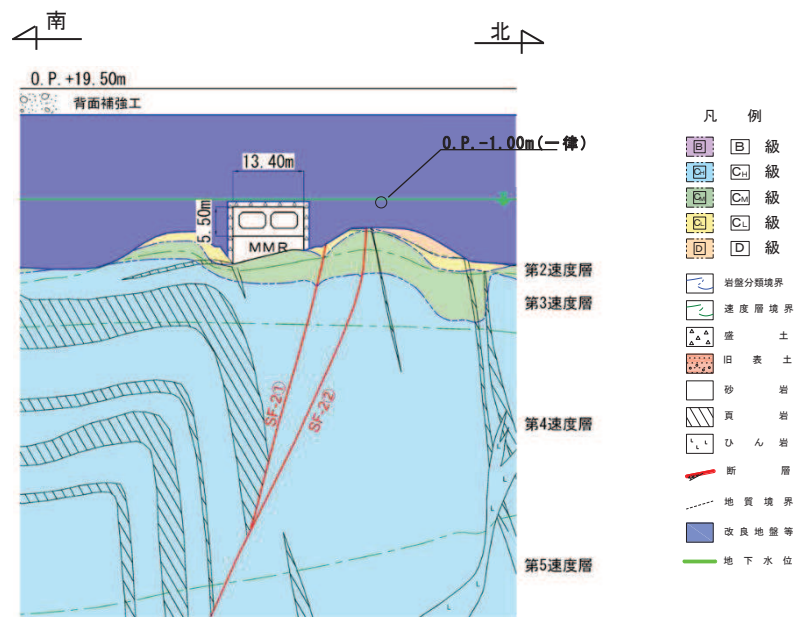 南
北
O.P.+19.50m
背面補強工
O.P.-1.00m(一律)
13.40m
5.50m
MMR
第2速度層
第3速度層
第4速度層
第5速度層
SF-2①
SF-2②
凡 例
B B 級
CH CH 級
CM CM 級
CL CL 級
D D 級
岩盤分類境界
速度層境界
盛 土
旧 表 土
砂 岩
頁 岩
ひ ん 岩
断 層
地 質 境 界
改 良 地 盤 等
地 下 水 位